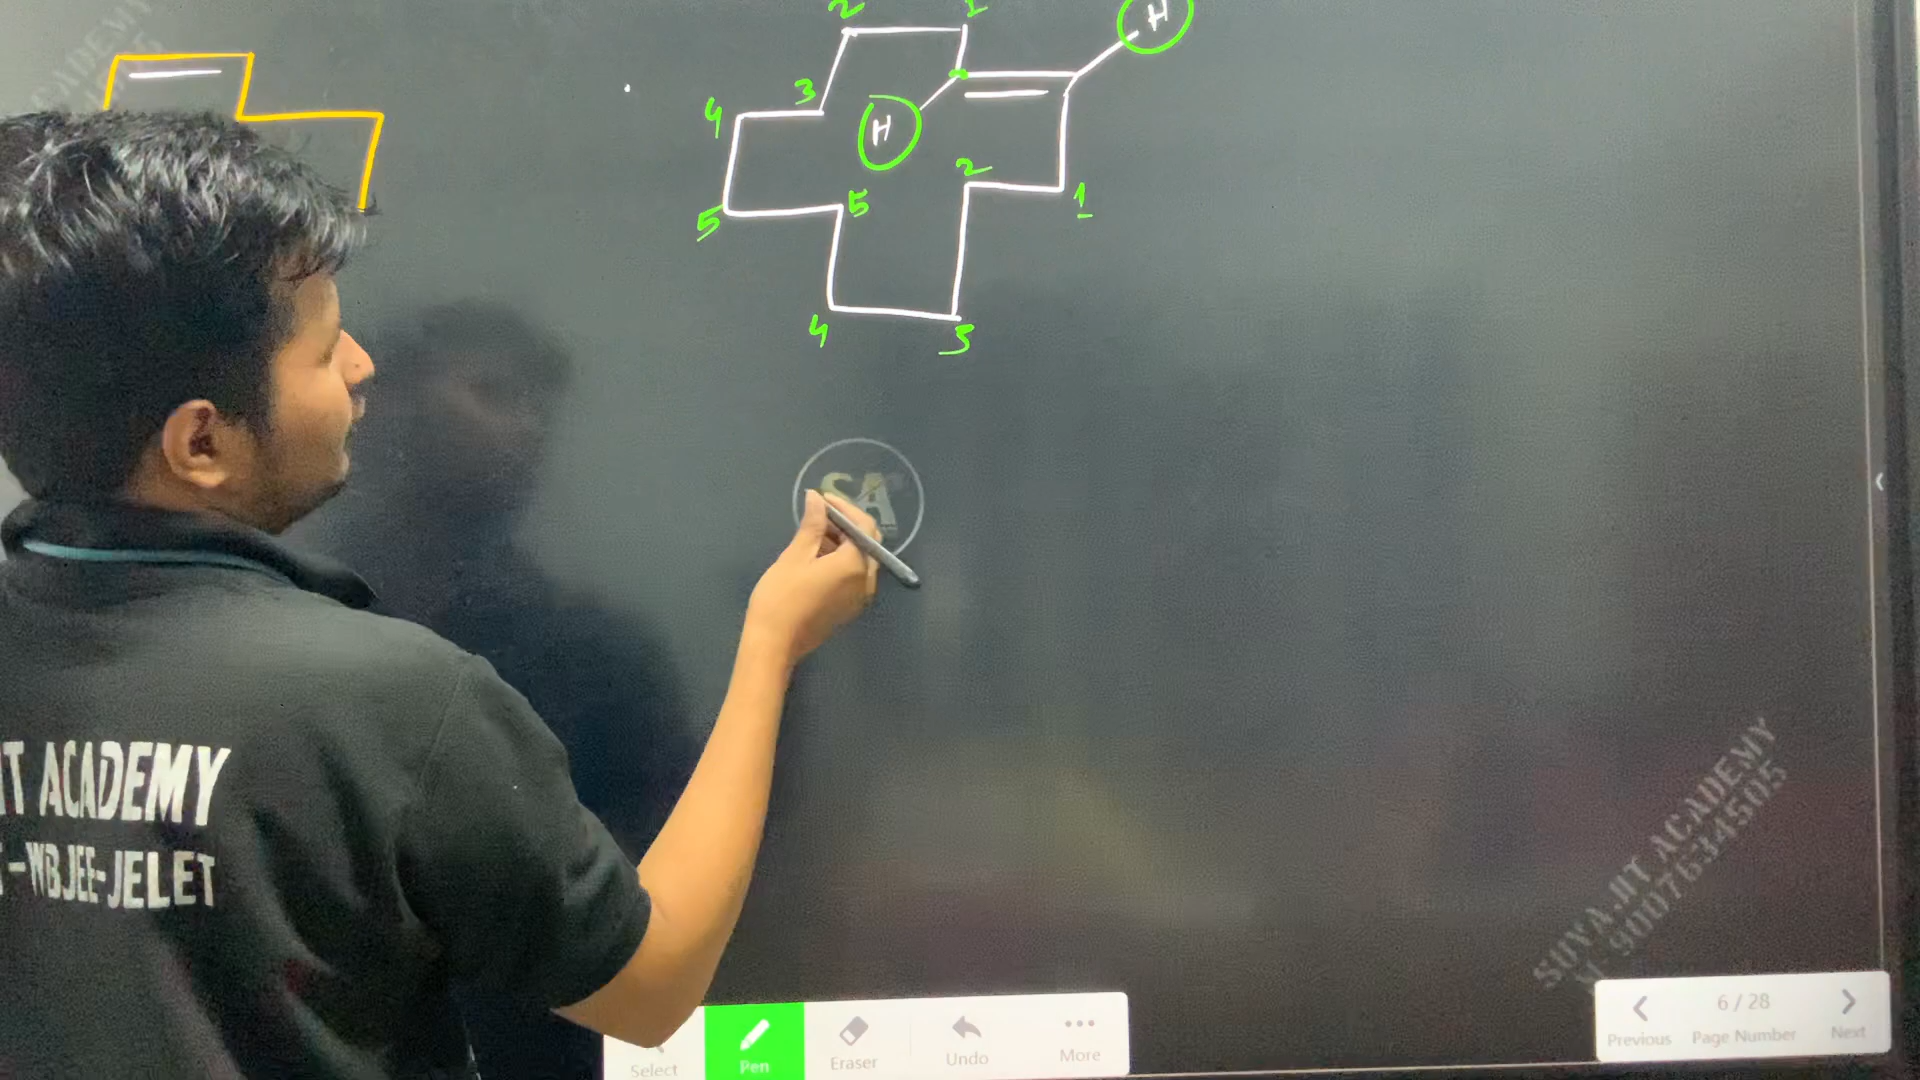 2 1 H
3
4
H
2
5 5 1
4 3
SA
IT ACADEMY
-WBJEE-JELET
SUVAJIIT ACADEMY
M- 9007634505
Select Pen Eraser Undo More
6 / 28
Previous Page Number Next